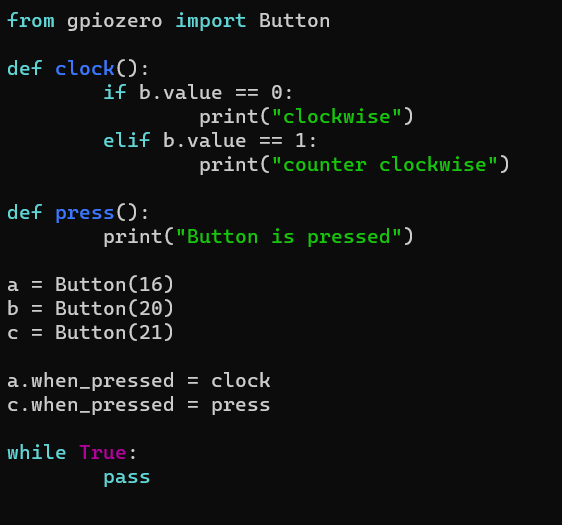 from gpiozero import Button

def clock():
        if b.value == 0:
                print("clockwise")
        elif b.value == 1:
                print("counter clockwise")

def press():
        print("Button is pressed")

a = Button(16)
b = Button(20)
c = Button(21)

a.when_pressed = clock
c.when_pressed = press

while True:
        pass